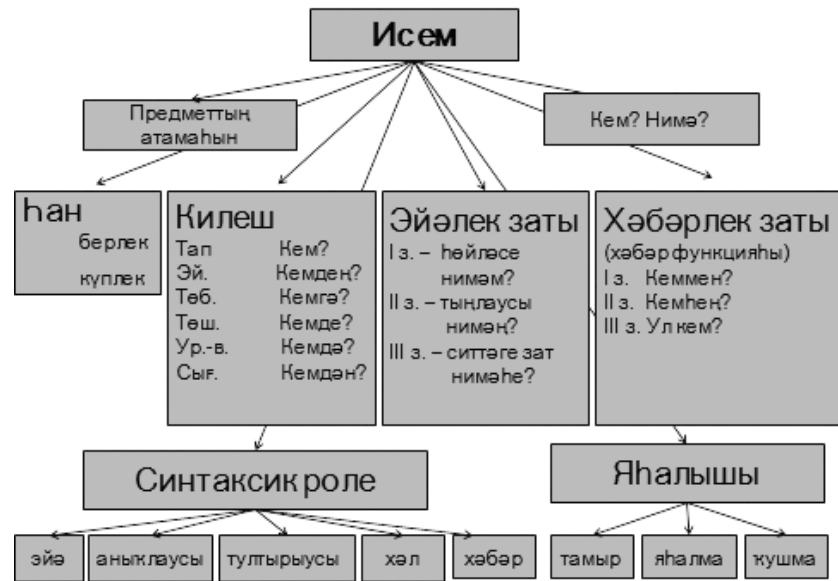 Исем
Предметтың
атамаһын
Кем? Нимә?
Һан
берлек
күплек
Килеш
Тап Кем?
Эй. Кемдең?
Төб. Кемгә?
Төш. Кемде?
Ур.-в. Кемдә?
Сығ. Кемдән?
Эйәлек заты
I з. – һөйләсе
нимәм?
II з. – тыңлаусы
нимәң?
III з. – ситтәге зат
нимәһе?
Хәбәрлек заты
(хәбәр функцияһы)
I з. Кеммен?
II з. Кемһең?
III з. Ул кем?
Синтаксик роле
Яһалышы
эйә
аныҡлаусы
тултырыусы
хәл
хәбәр
тамыр
яһалма
ҡушма